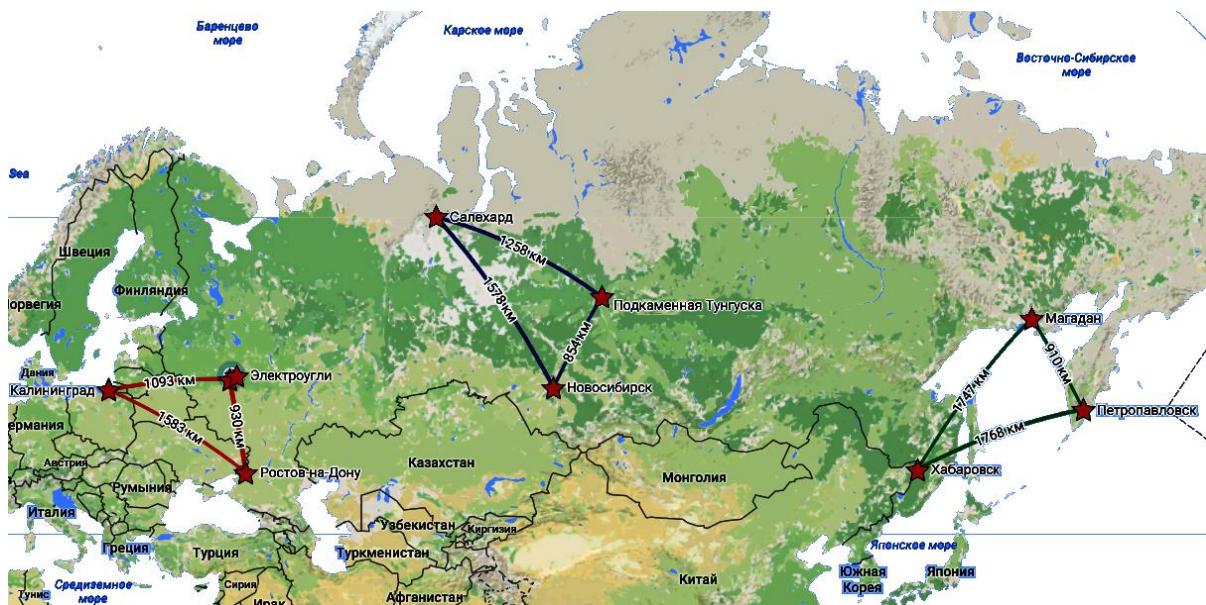 Баренцево
море
Карское море
Восточно-Сибирское
море
Sea
Швеция
Салехард
1258 км
1578 км
Финляндия
орвегия
Подкаменная Тунгуска
854 км
Магадан
Дания
Калининград
1093 км
Электроугли
Новосибирск
1747 км
910 км
1583 км
930 км
Петропавловск
1768 км
ермания
Австрия
Румыния
Ростов-на-Дону
Казахстан
Монголия
Хабаровск
Италия
Узбекистан
Киргизия
Греция
Турция
Туркменистан
Японское море
Средиземное
море
Сирия
Китай
Южная
Корея
Япония
Тунис
Ирак
Афганистан